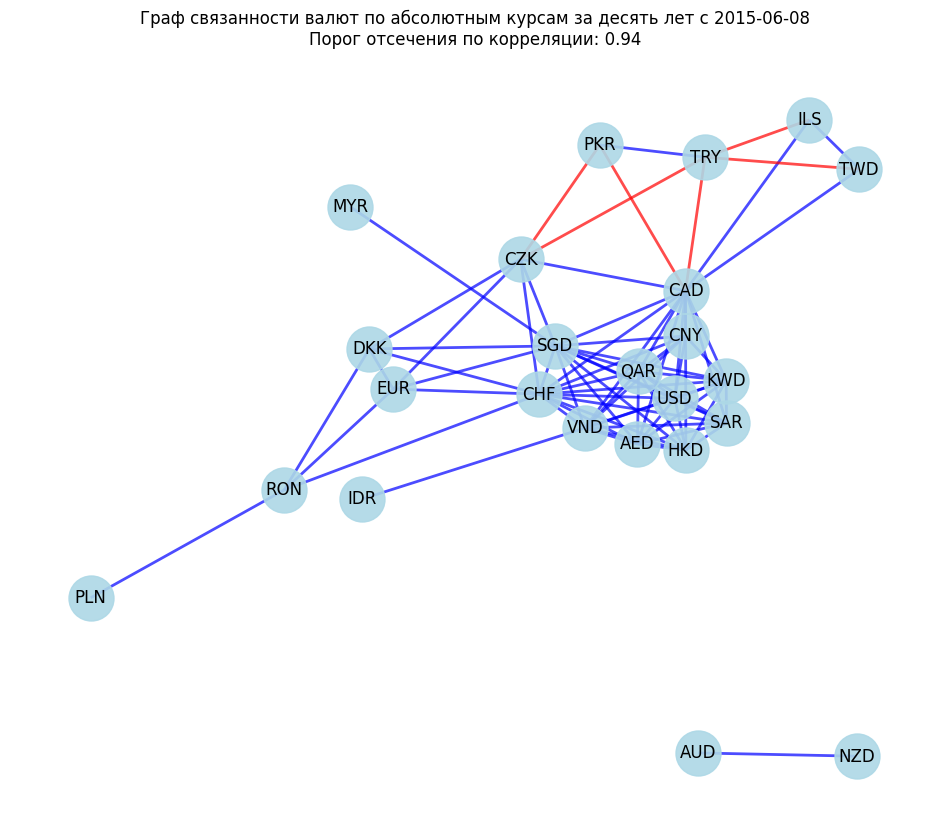 Граф связанности валют по абсолютным курсам за десять лет с 2015-06-08
Порог отсечения по корреляции: 0.94
ILS
PKR
TRY
TWD
MYR
CZK
CAD
CNY
SGD
DKK
QAR
KWD
EUR
CHF
USD
SAR
VND
AED
HKD
RON
IDR
PLN
AUD
NZD